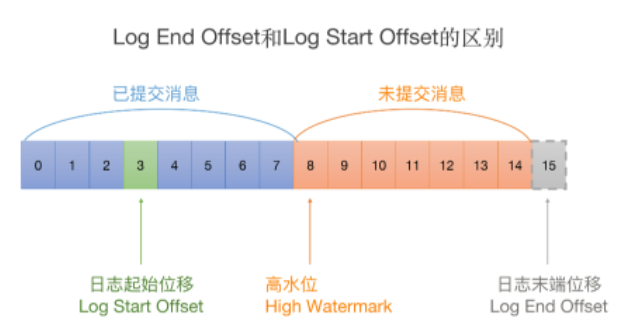 Log End Offset和Log Start Offset的区别
已提交消息 未提交消息
0 1 2 3 4 5 6 7 8 9 10 11 12 13 14 15
日志起始位移 高水位 日志末端位移
Log Start Offset High Watermark Log End Offset